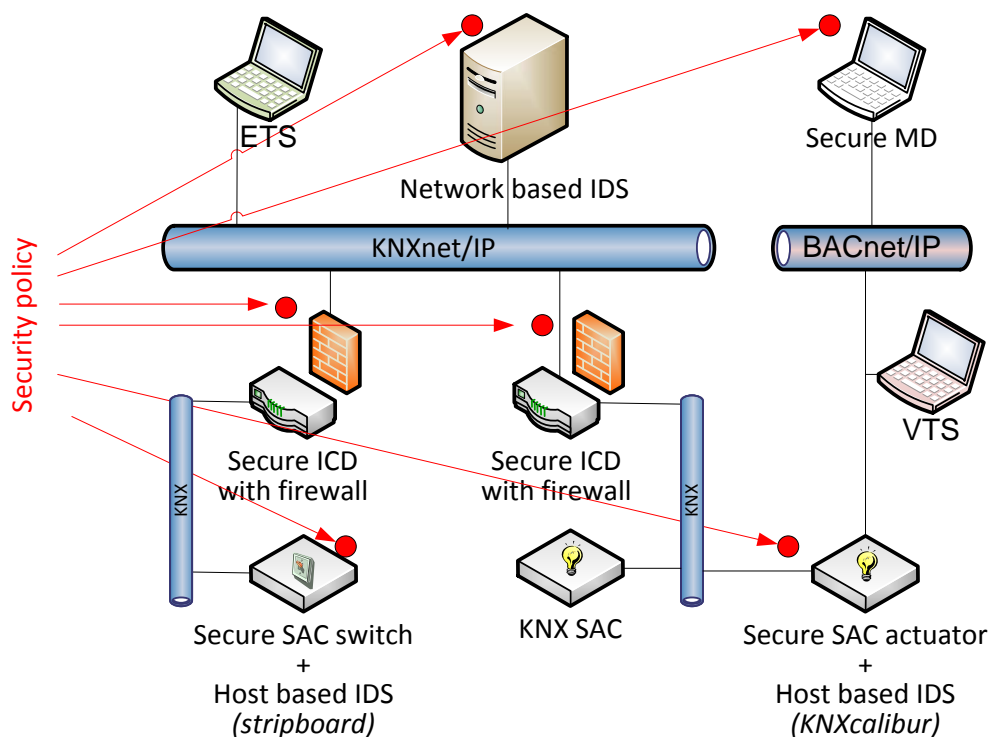 ETS
Network based IDS
Secure MD
KNXnet/IP
BACnet/IP
Security policy
VTS
Secure ICD
with firewall
Secure ICD
with firewall
KNX
KNX
Secure SAC switch
+
Host based IDS
(stripboard)
KNX SAC
Secure SAC actuator
+
Host based IDS
(KNXcalibur)